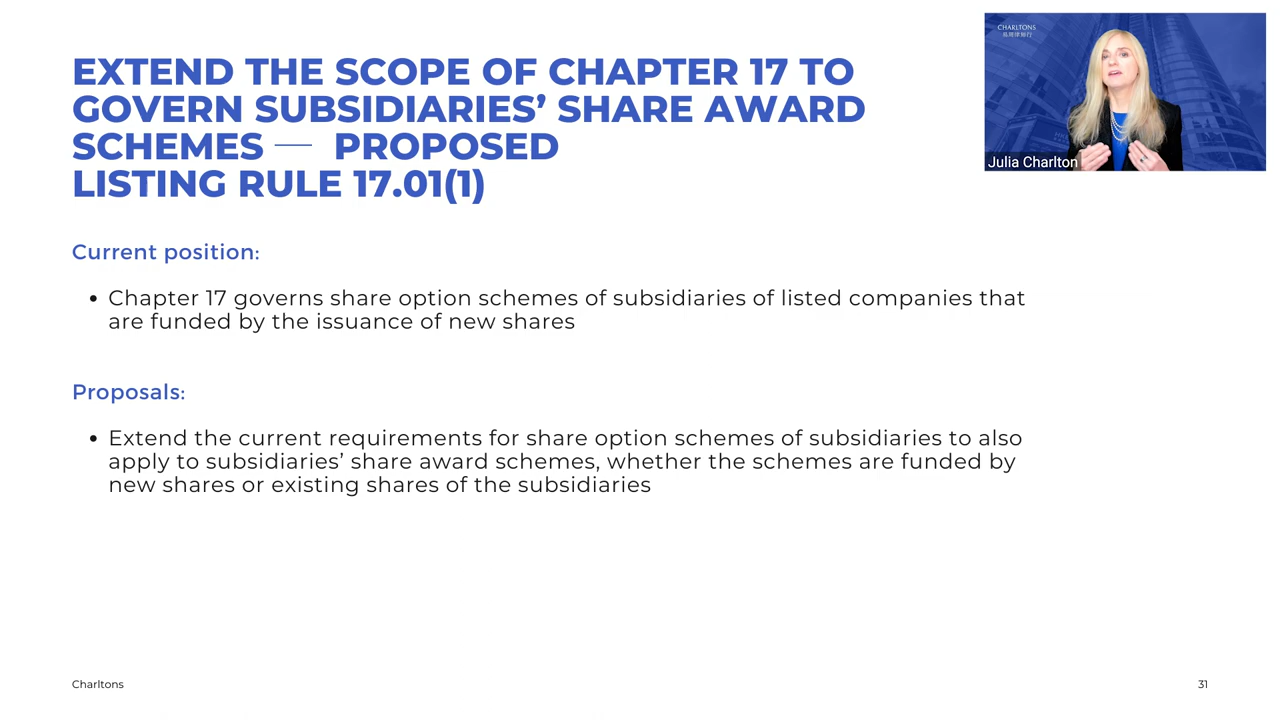 EXTEND THE SCOPE OF CHAPTER 17 TO
GOVERN SUBSIDIARIES’ SHARE AWARD
SCHEMES — PROPOSED
LISTING RULE 17.01(1)
CHARLTONS
Julia Charlton
Current position:
• Chapter 17 governs share option schemes of subsidiaries of listed companies that
are funded by the issuance of new shares
Proposals:
• Extend the current requirements for share option schemes of subsidiaries to also
apply to subsidiaries’ share award schemes, whether the schemes are funded by
new shares or existing shares of the subsidiaries
Charltons
31